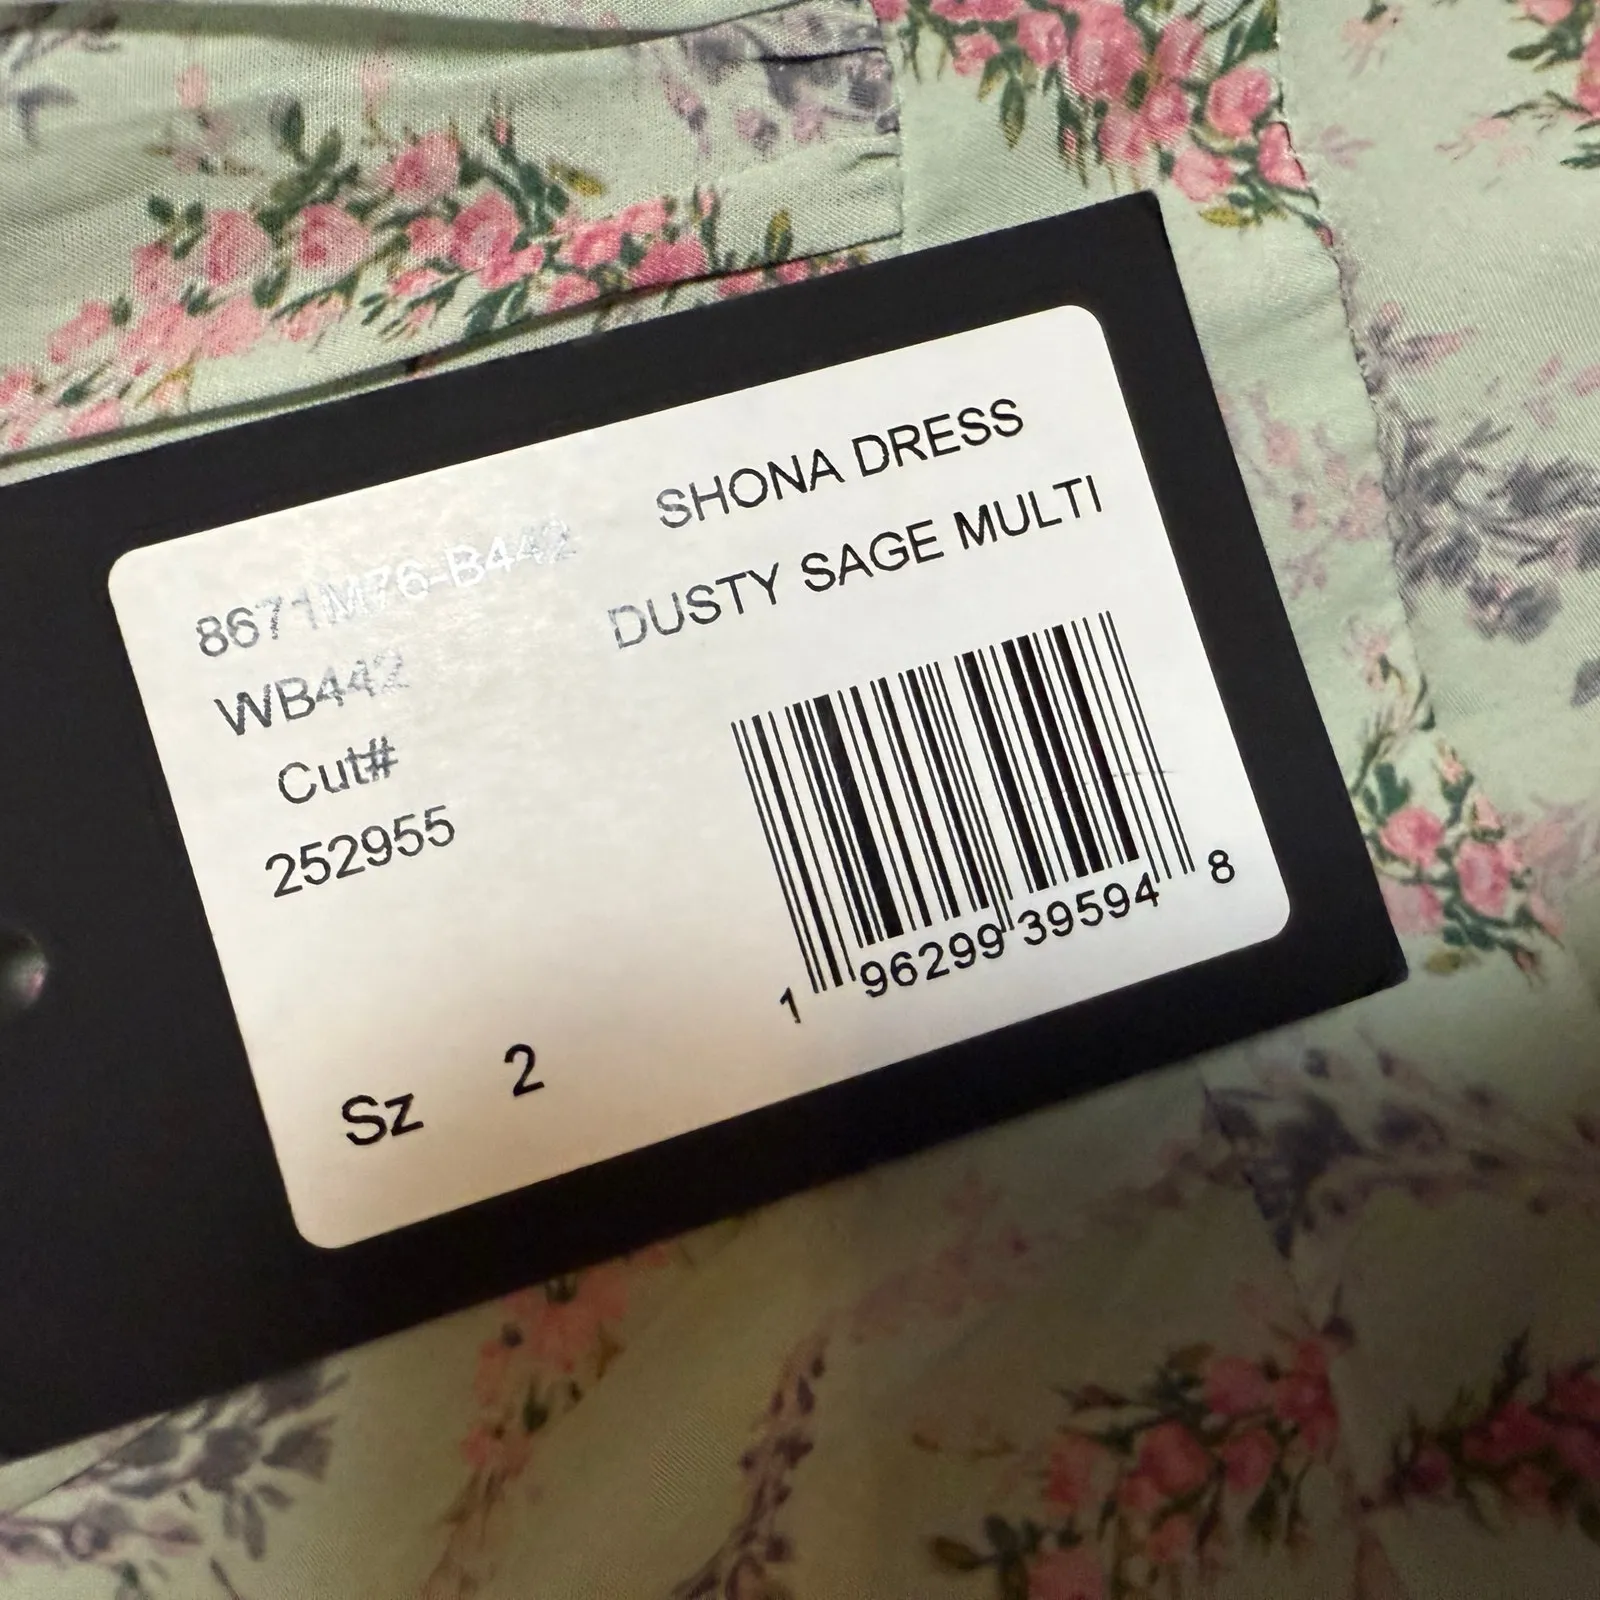 SHONA DRESS
8671M76-B442
DUSTY SAGE MULTI
WB442
Cut#
252955
1 96299 39594 8
Sz 2